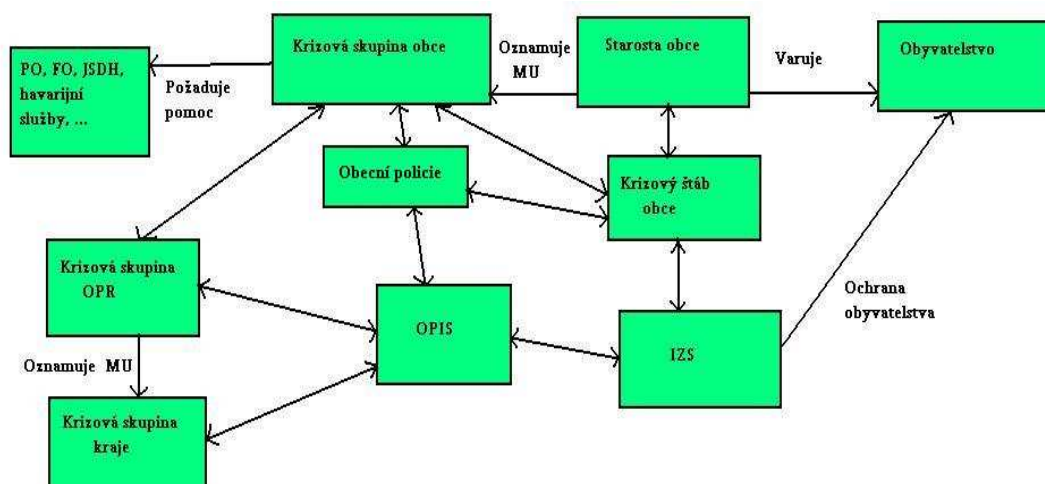 PO, FO, JSDH,
havarijní
služby, ...
Požaduje
pomoc
Krizová skupina obce
Oznamuje
MU
Starosta obce
Varuje
Obyvatelstvo
Obecní policie
Krizový štáb
obce
Krizová skupina
OPR
OPIS
IZS
Ochrana
obyvatelstva
Oznamuje MU
Krizová skupina
kraje